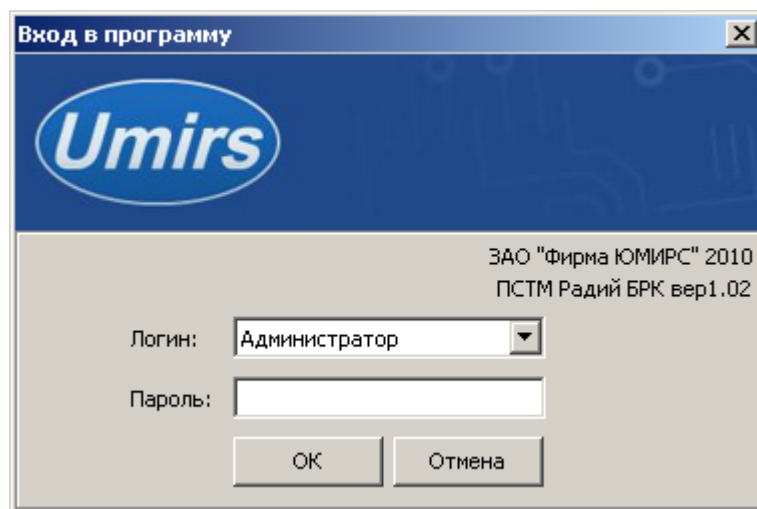 Вход в программу
Umirs
ЗАО "Фирма ЮМИРС" 2010
ПСТМ Радий БРК вер1.02
Логин: Администратор
Пароль:
ОК Отмена